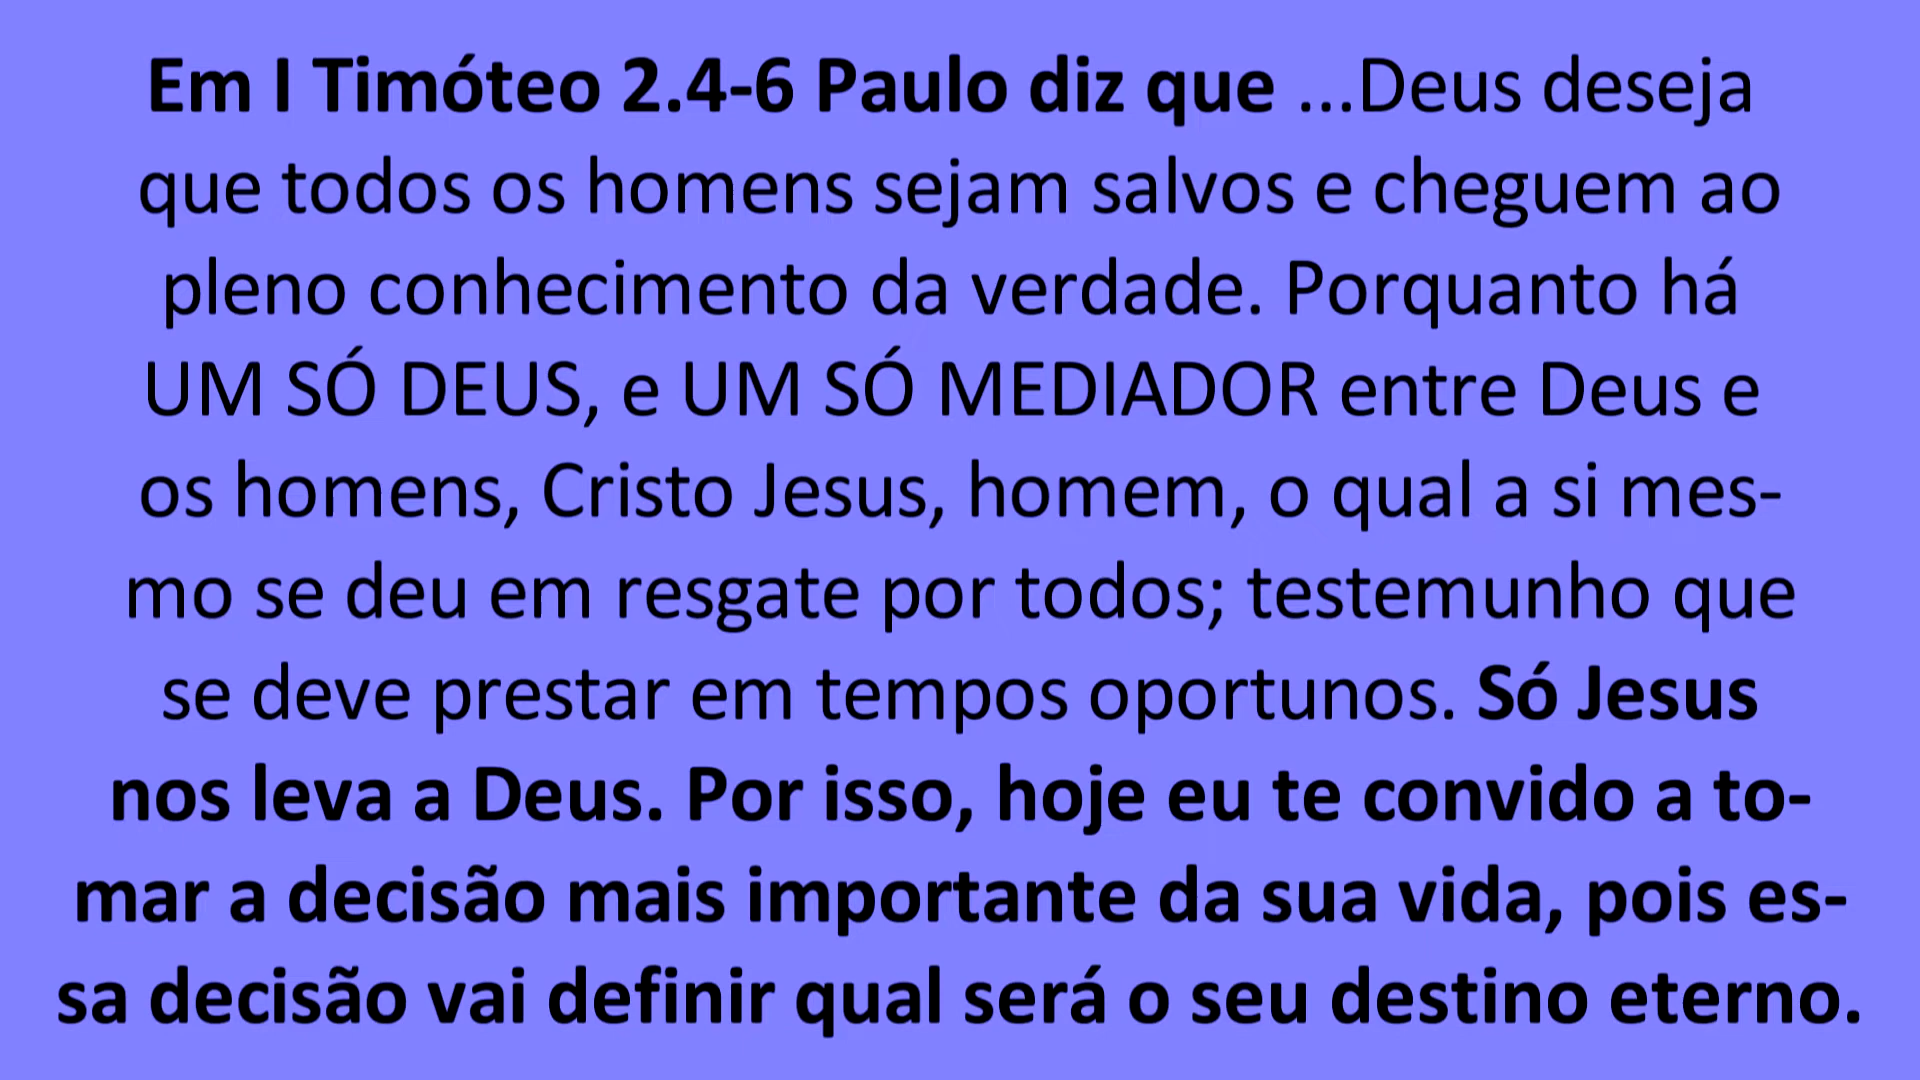 Em I Timóteo 2.4-6 Paulo diz que ...Deus deseja
que todos os homens sejam salvos e cheguem ao
pleno conhecimento da verdade. Porquanto há
UM SÓ DEUS, e UM SÓ MEDIADOR entre Deus e
os homens, Cristo Jesus, homem, o qual a si mes-
mo se deu em resgate por todos; testemunho que
se deve prestar em tempos oportunos. Só Jesus
nos leva a Deus. Por isso, hoje eu te convido a to-
mar a decisão mais importante da sua vida, pois es-
sa decisão vai definir qual será o seu destino eterno.